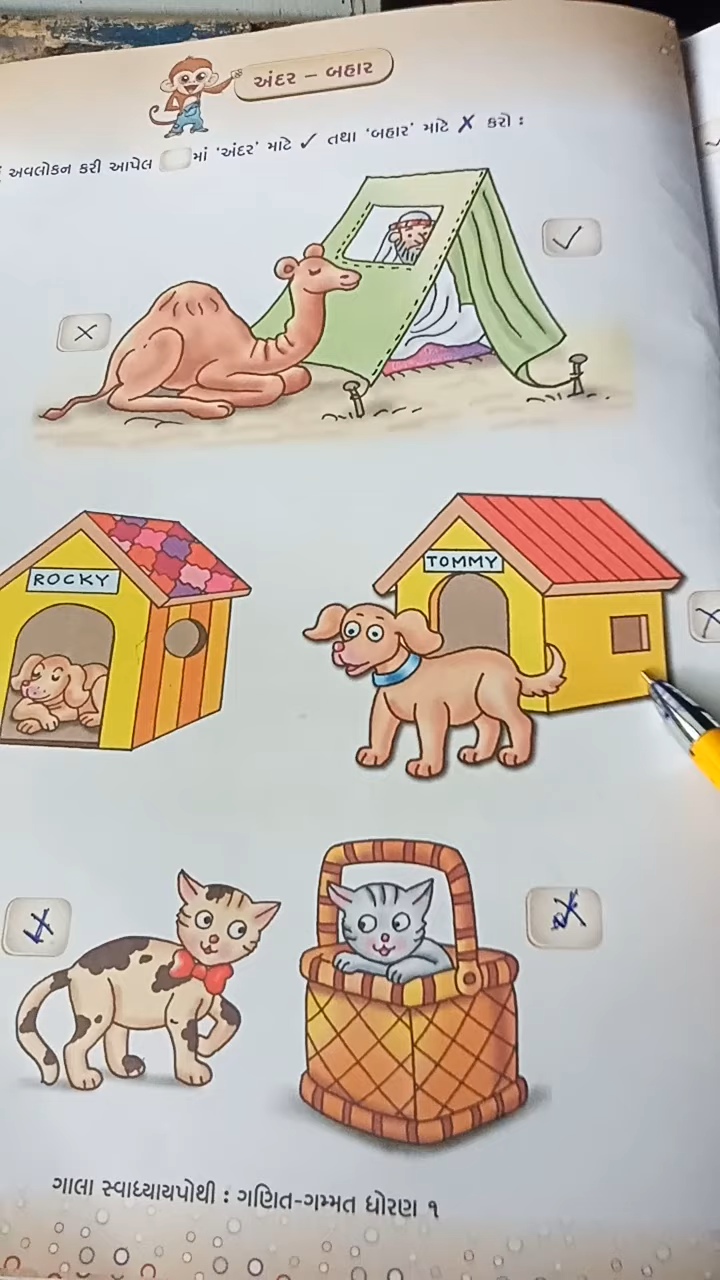 અંદર – બહાર
અવલોકન કરી આપેલ માં ‘અંદર’ માટે ✓ તથા ‘બહાર’ માટે ✗ કરો :
ROCKY
TOMMY
ગાલા સ્વાધ્યાયપોથી : ગણિત-ગમ્મત ધોરણ ૧